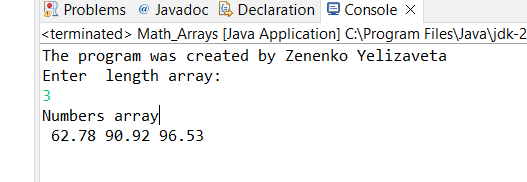 Problems @ Javadoc Declaration Console
<terminated> Math_Arrays [Java Application] C:\Program Files\Java\jdk-2
The program was created by Zenenko Yelizaveta
Enter  length array:
3
Numbers array
 62.78 90.92 96.53